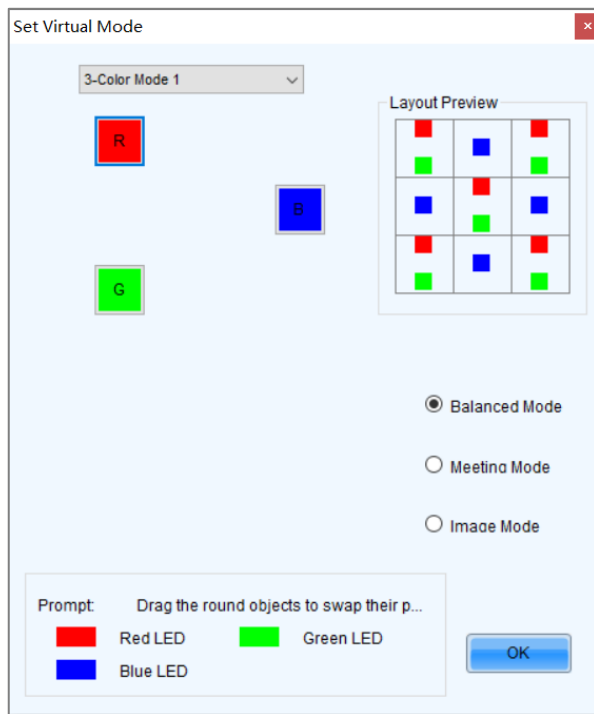 Set Virtual Mode
×
3-Color Mode 1
Layout Preview
R
B
G
Balanced Mode
Meeting Mode
Image Mode
Prompt: Drag the round objects to swap their p...
Red LED Green LED
Blue LED
OK